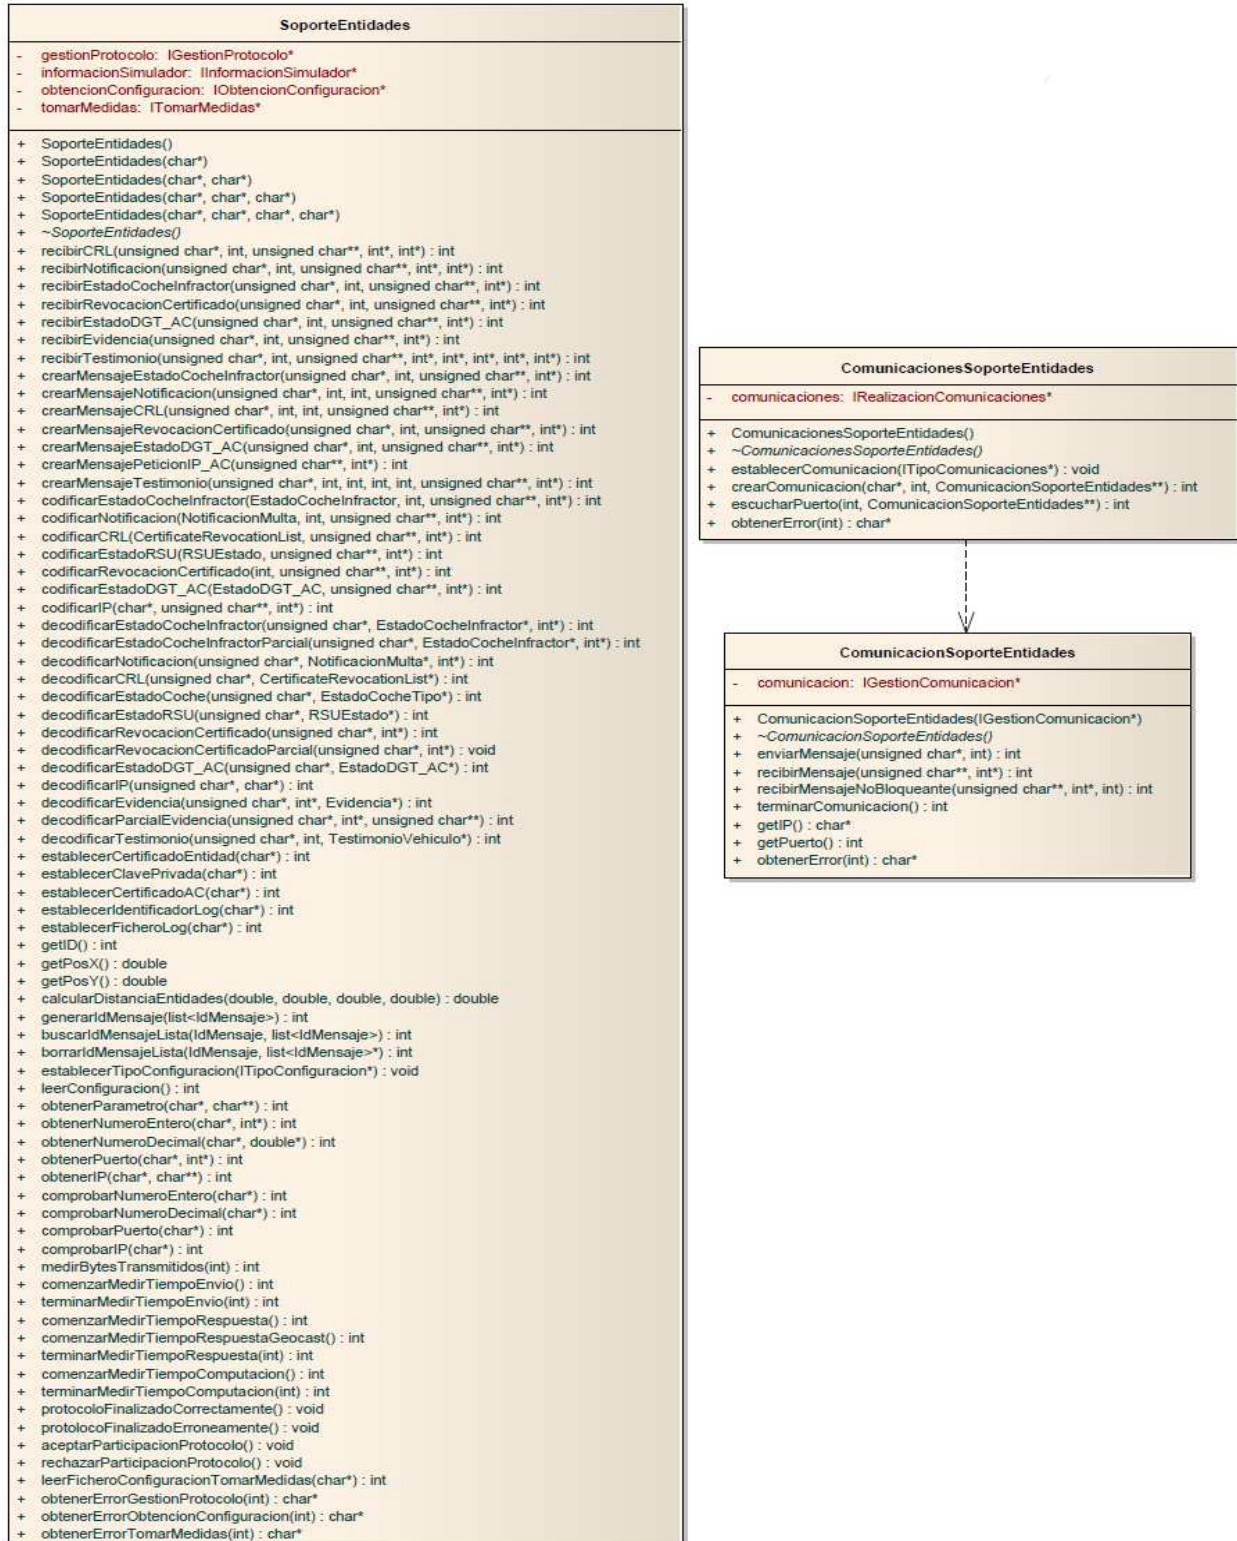 SoporteEntidades
- gestionProtocolo: IGestionProtocolo*
- informacionSimulador: IInformacionSimulador*
- obtencionConfiguracion: IObtencionConfiguracion*
- tomarMedidas: ITomarMedidas*
+ SoporteEntidades()
+ SoporteEntidades(char*)
+ SoporteEntidades(char*, char*)
+ SoporteEntidades(char*, char*, char*)
+ SoporteEntidades(char*, char*, char*, char*)
+ ~SoporteEntidades()
+ recibirCRL(unsigned char*, int, unsigned char**, int*, int*) : int
+ recibirNotificacion(unsigned char*, int, unsigned char**, int*, int*) : int
+ recibirEstadoCocheInfractor(unsigned char*, int, unsigned char**, int*) : int
+ recibirRevocacionCertificado(unsigned char*, int, unsigned char**, int*) : int
+ recibirEstadoDGT_AC(unsigned char*, int, unsigned char**, int*) : int
+ recibirEvidencia(unsigned char*, int, unsigned char**, int*) : int
+ recibirTestimonio(unsigned char*, int, unsigned char**, int*, int*, int*, int*, int*) : int
+ crearMensajeEstadoCocheInfractor(unsigned char*, int, unsigned char**, int*) : int
+ crearMensajeNotificacion(unsigned char*, int, int, unsigned char**, int*) : int
+ crearMensajeCRL(unsigned char*, int, int, unsigned char**, int*) : int
+ crearMensajeRevocacionCertificado(unsigned char*, int, unsigned char**, int*) : int
+ crearMensajeEstadoDGT_AC(unsigned char*, int, unsigned char**, int*) : int
+ crearMensajePeticionIP_AC(unsigned char**, int*) : int
+ crearMensajeTestimonio(unsigned char*, int, int, int, int, unsigned char**, int*) : int
+ codificarEstadoCocheInfractor(EstadoCocheInfractor, int, unsigned char**, int*) : int
+ codificarNotificacion(NotificacionMulta, int, unsigned char**, int*) : int
+ codificarCRL(CertificateRevocationList, unsigned char**, int*) : int
+ codificarEstadoRSU(RSUEstado, unsigned char**, int*) : int
+ codificarRevocacionCertificado(int, unsigned char**, int*) : int
+ codificarEstadoDGT_AC(EstadoDGT_AC, unsigned char**, int*) : int
+ codificarIP(char*, unsigned char**, int*) : int
+ decodificarEstadoCocheInfractor(unsigned char*, EstadoCocheInfractor*, int*) : int
+ decodificarEstadoCocheInfractorParcial(unsigned char*, EstadoCocheInfractor*, int*) : int
+ decodificarNotificacion(unsigned char*, NotificacionMulta*, int*) : int
+ decodificarCRL(unsigned char*, CertificateRevocationList*) : int
+ decodificarEstadoCoche(unsigned char*, EstadoCocheTipo*) : int
+ decodificarEstadoRSU(unsigned char*, RSUEstado*) : int
+ decodificarRevocacionCertificado(unsigned char*, int*) : int
+ decodificarRevocacionCertificadoParcial(unsigned char*, int*) : void
+ decodificarEstadoDGT_AC(unsigned char*, EstadoDGT_AC*) : int
+ decodificarIP(unsigned char*, char*) : int
+ decodificarEvidencia(unsigned char*, int*, Evidencia*) : int
+ decodificarParcialEvidencia(unsigned char*, int*, unsigned char**) : int
+ decodificarTestimonio(unsigned char*, int, TestimonioVehiculo*) : int
+ establecerCertificadoEntidad(char*) : int
+ establecerClavePrivada(char*) : int
+ establecerCertificadoAC(char*) : int
+ establecerIdentificadorLog(char*) : int
+ establecerFicheroLog(char*) : int
+ getID() : int
+ getPosX() : double
+ getPosY() : double
+ calcularDistanciaEntidades(double, double, double, double) : double
+ generarIdMensaje(list<IdMensaje>) : int
+ buscarIdMensajeLista(IdMensaje, list<IdMensaje>) : int
+ borrarIdMensajeLista(IdMensaje, list<IdMensaje>*) : int
+ establecerTipoConfiguracion(ITipoConfiguracion*) : void
+ leerConfiguracion() : int
+ obtenerParametro(char*, char**) : int
+ obtenerNumeroEntero(char*, int*) : int
+ obtenerNumeroDecimal(char*, double*) : int
+ obtenerPuerto(char*, int*) : int
+ obtenerIP(char*, char**) : int
+ comprobarNumeroEntero(char*) : int
+ comprobarNumeroDecimal(char*) : int
+ comprobarPuerto(char*) : int
+ comprobarIP(char*) : int
+ medirBytesTransmitidos(int) : int
+ comenzarMedirTiempoEnvio() : int
+ terminarMedirTiempoEnvio(int) : int
+ comenzarMedirTiempoRespuesta() : int
+ comenzarMedirTiempoRespuestaGeocast() : int
+ terminarMedirTiempoRespuesta(int) : int
+ comenzarMedirTiempoComputacion() : int
+ terminarMedirTiempoComputacion(int) : int
+ protocoloFinalizadoCorrectamente() : void
+ protolocoFinalizadoErroneamente() : void
+ aceptarParticipacionProtocolo() : void
+ rechazarParticipacionProtocolo() : void
+ leerFicheroConfiguracionTomarMedidas(char*) : int
+ obtenerErrorGestionProtocolo(int) : char*
+ obtenerErrorObtencionConfiguracion(int) : char*
+ obtenerErrorTomarMedidas(int) : char*
ComunicacionesSoporteEntidades
- comunicaciones: IRealizacionComunicaciones*
+ ComunicacionesSoporteEntidades()
+ ~ComunicacionesSoporteEntidades()
+ establecerComunicacion(ITipoComunicaciones*) : void
+ crearComunicacion(char*, int, ComunicacionSoporteEntidades**) : int
+ escucharPuerto(int, ComunicacionSoporteEntidades**) : int
+ obtenerError(int) : char*
ComunicacionSoporteEntidades
- comunicacion: IGestionComunicacion*
+ ComunicacionSoporteEntidades(IGestionComunicacion*)
+ ~ComunicacionSoporteEntidades()
+ enviarMensaje(unsigned char*, int) : int
+ recibirMensaje(unsigned char**, int*) : int
+ recibirMensajeNoBloqueante(unsigned char**, int*, int) : int
+ terminarComunicacion() : int
+ getIP() : char*
+ getPuerto() : int
+ obtenerError(int) : char*